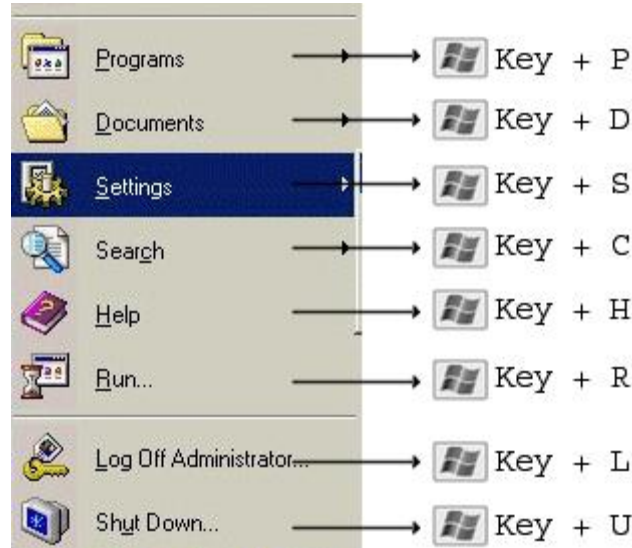 Programs Key + P
Documents Key + D
Settings Key + S
Search Key + C
Help Key + H
Run... Key + R
Log Off Administrator... Key + L
Shut Down... Key + U